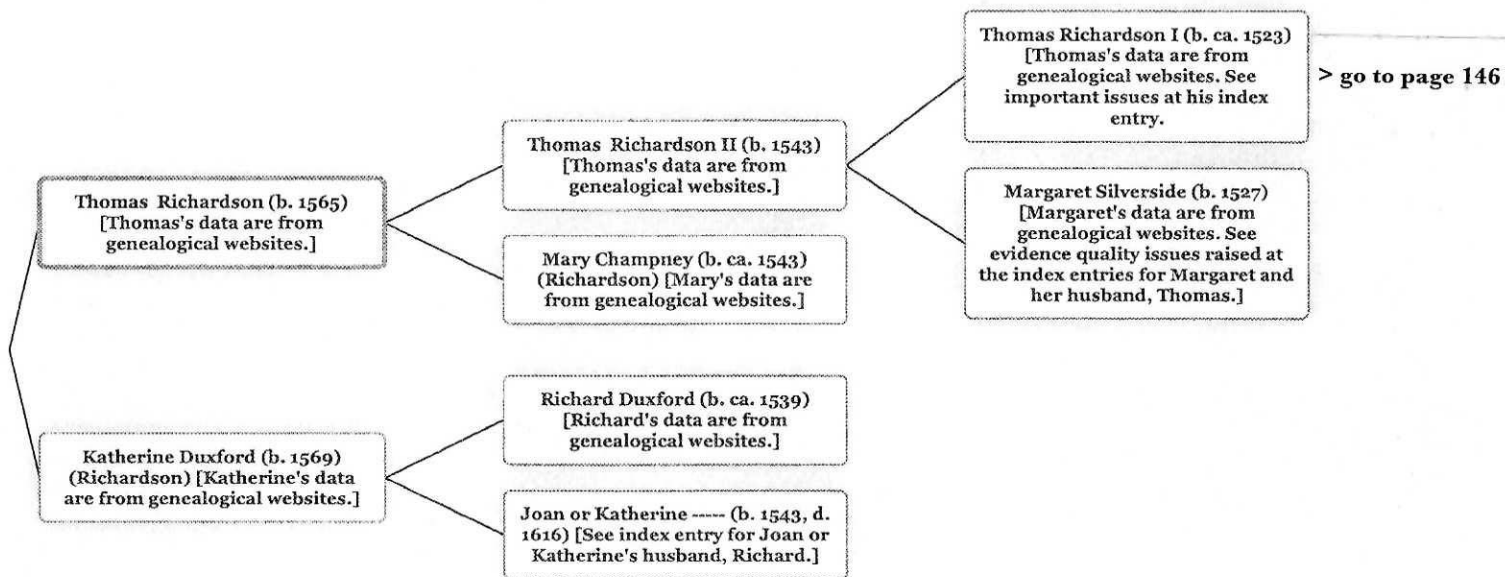 Thomas Richardson (b. 1565)
[Thomas's data are from
genealogical websites.]
Katherine Duxford (b. 1569)
(Richardson) [Katherine's data
are from genealogical websites.]
Thomas Richardson II (b. 1543)
[Thomas's data are from
genealogical websites.]
Mary Champney (b. ca. 1543)
(Richardson) [Mary's data are
from genealogical websites.]
Richard Duxford (b. ca. 1539)
[Richard's data are from
genealogical websites.]
Joan or Katherine ----- (b. 1543, d.
1616) [See index entry for Joan or
Katherine's husband, Richard.]
Thomas Richardson I (b. ca. 1523)
[Thomas's data are from
genealogical websites. See
important issues at his index
entry.
> go to page 146
Margaret Silverside (b. 1527)
[Margaret's data are from
genealogical websites. See
evidence quality issues raised at
the index entries for Margaret and
her husband, Thomas.]